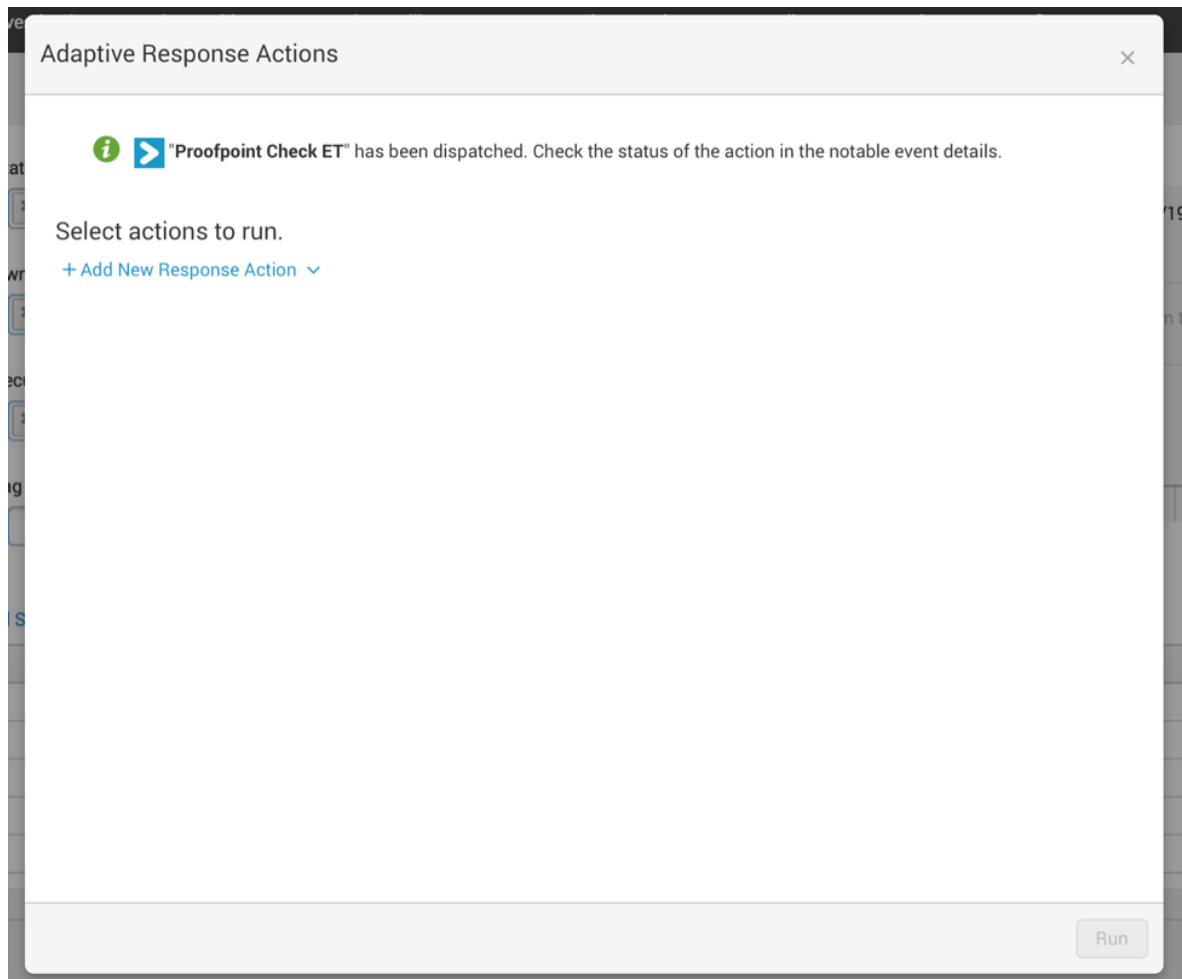 Adaptive Response Actions
"Proofpoint Check ET" has been dispatched. Check the status of the action in the notable event details.
Select actions to run.
+ Add New Response Action
Run